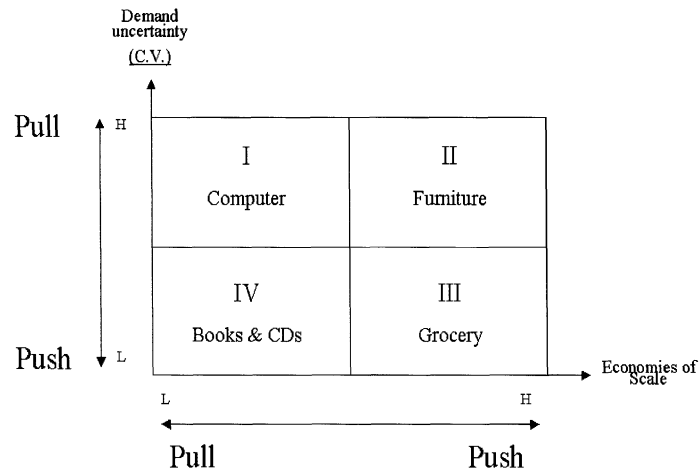 Demand
uncertainty
(C.V.)
Pull
H
I
II
Computer
Furniture
IV
III
Books & CDs
Grocery
Push
L
Economies of
Scale
L
H
Pull
Push